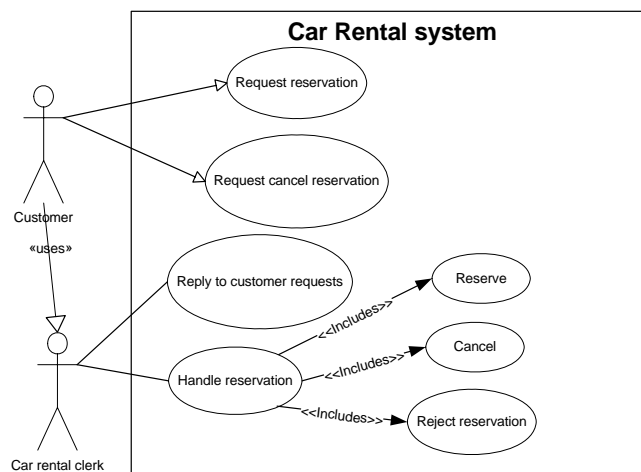 Car Rental system
Request reservation
Request cancel reservation
Customer
«uses»
Reply to customer requests
Reserve
<<Includes>>
Cancel
<<Includes>>
Handle reservation
<<Includes>>
Reject reservation
Car rental clerk